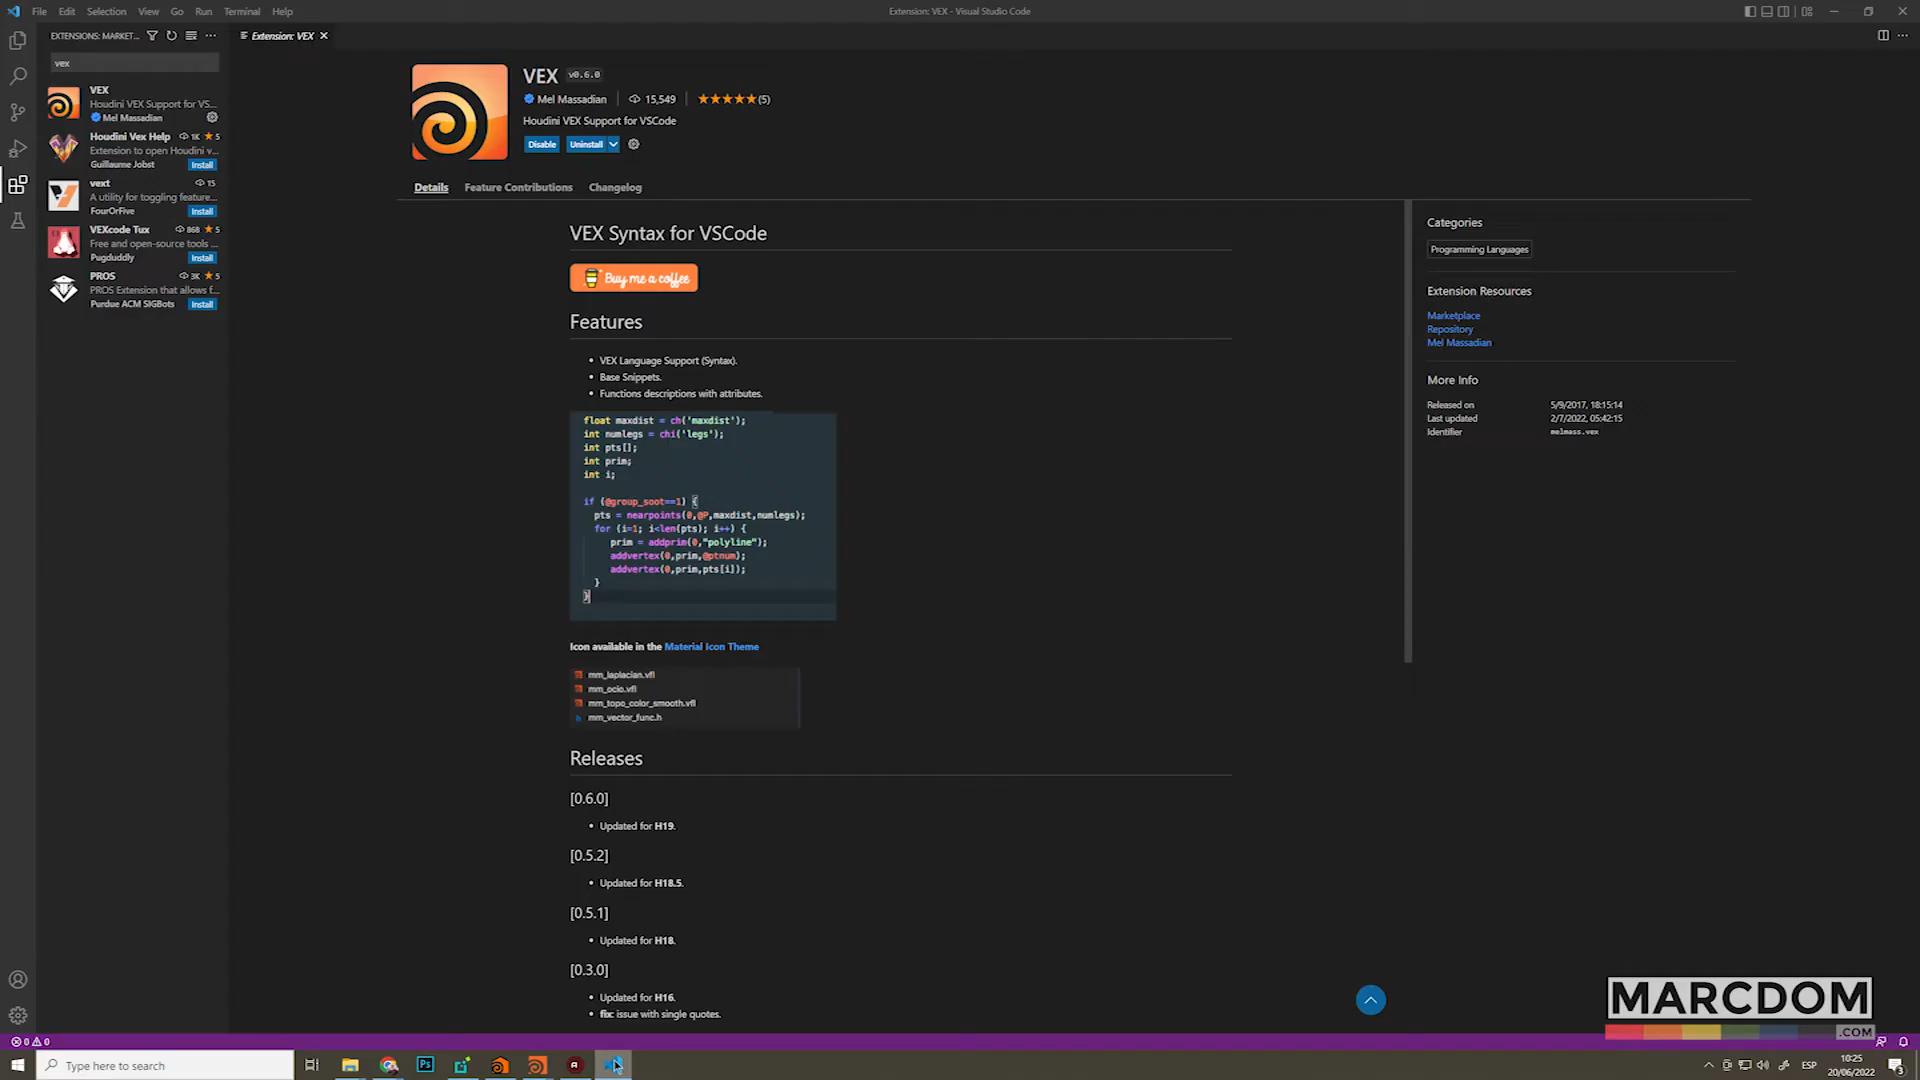 File Edit Selection View Go Run Terminal Help
Extension: VEX - Visual Studio Code
EXTENSIONS: MARKET...
Extension: VEX
vex
VEX
Houdini VEX Support for VS...
Mel Massadian
Houdini Vex Help 1K 5
Extension to open Houdini v...
Guillaume Jobst Install
vext 15
A utility for toggling feature...
FourOrFive Install
VEXcode Tux 868 5
Free and open-source tools ...
Pugduddly Install
PROS 3K 5
PROS Extension that allows f...
Purdue ACM SIGBots Install
VEX v0.6.0
Mel Massadian 15,549 (5)
Houdini VEX Support for VSCode
Disable Uninstall
Details Feature Contributions Changelog
VEX Syntax for VSCode
Buy me a coffee
Features
• VEX Language Support (Syntax).
• Base Snippets.
• Functions descriptions with attributes.
float maxdist = ch('maxdist');
int numlegs = chi('legs');
int pts[];
int prim;
int i;
if (@group_soot==1) {
pts = nearpoints(0,@P,maxdist,numlegs);
for (i=1; i<len(pts); i++) {
prim = addprim(0,"polyline");
addvertex(0,prim,@ptnum);
addvertex(0,prim,pts[i]);
}
}
Icon available in the Material Icon Theme
mm_laplacian.vfl
mm_ocio.vfl
mm_topo_color_smooth.vfl
mm_vector_func.h
Releases
[0.6.0]
• Updated for H19.
[0.5.2]
• Updated for H18.5.
[0.5.1]
• Updated for H18.
[0.3.0]
• Updated for H16.
• fix: issue with single quotes.
Categories
Programming Languages
Extension Resources
Marketplace
Repository
Mel Massadian
More Info
Released on 5/9/2017, 18:15:14
Last updated 2/7/2022, 05:42:15
Identifier melmass.vex
MARCDOM
.COM
0 0
Type here to search
Ps
ESP
10:25
20/06/2022
3